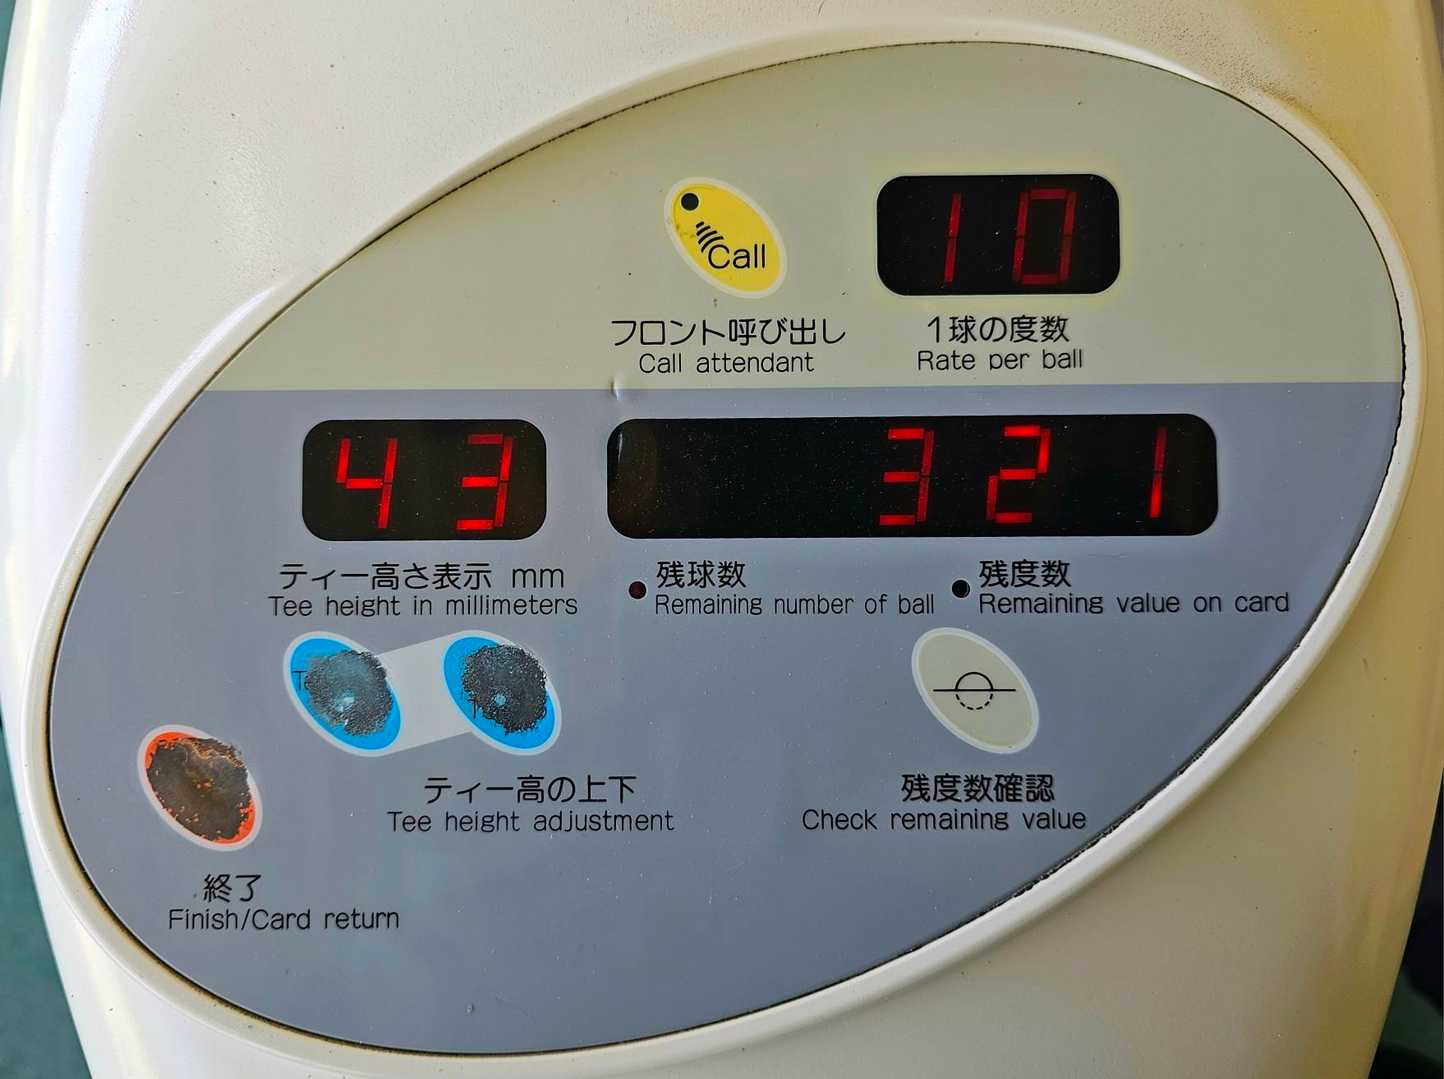 Call
10
フロント呼び出し
Call attendant
1球の度数
Rate per ball
43
321
ティー高さ表示 mm
Tee height in millimeters
残球数
Remaining number of ball
残度数
Remaining value on card
ティー高の上下
Tee height adjustment
残度数確認
Check remaining value
終了
Finish/Card return